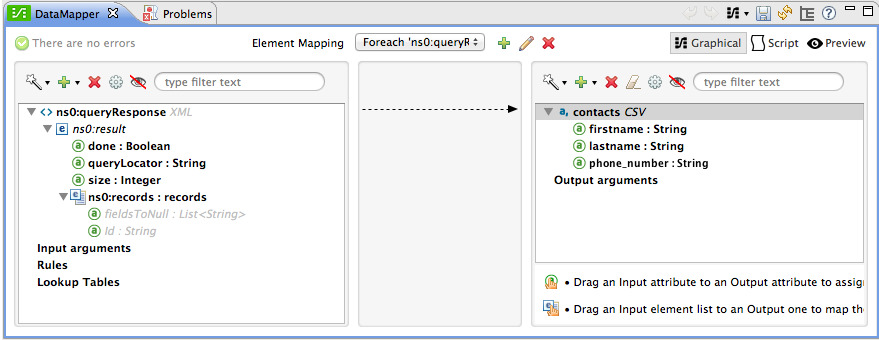 DataMapper
Problems
There are no errors
Element Mapping
Foreach 'ns0:queryR
Graphical
Script
Preview
type filter text
<> ns0:queryResponse XML
e ns0:result
a done : Boolean
a queryLocator : String
a size : Integer
e ns0:records : records
a fieldsToNull : List<String>
a Id : String
Input arguments
Rules
Lookup Tables
type filter text
a, contacts CSV
a firstname : String
a lastname : String
a phone_number : String
Output arguments
• Drag an Input attribute to an Output attribute to assig
• Drag an Input element list to an Output one to map the